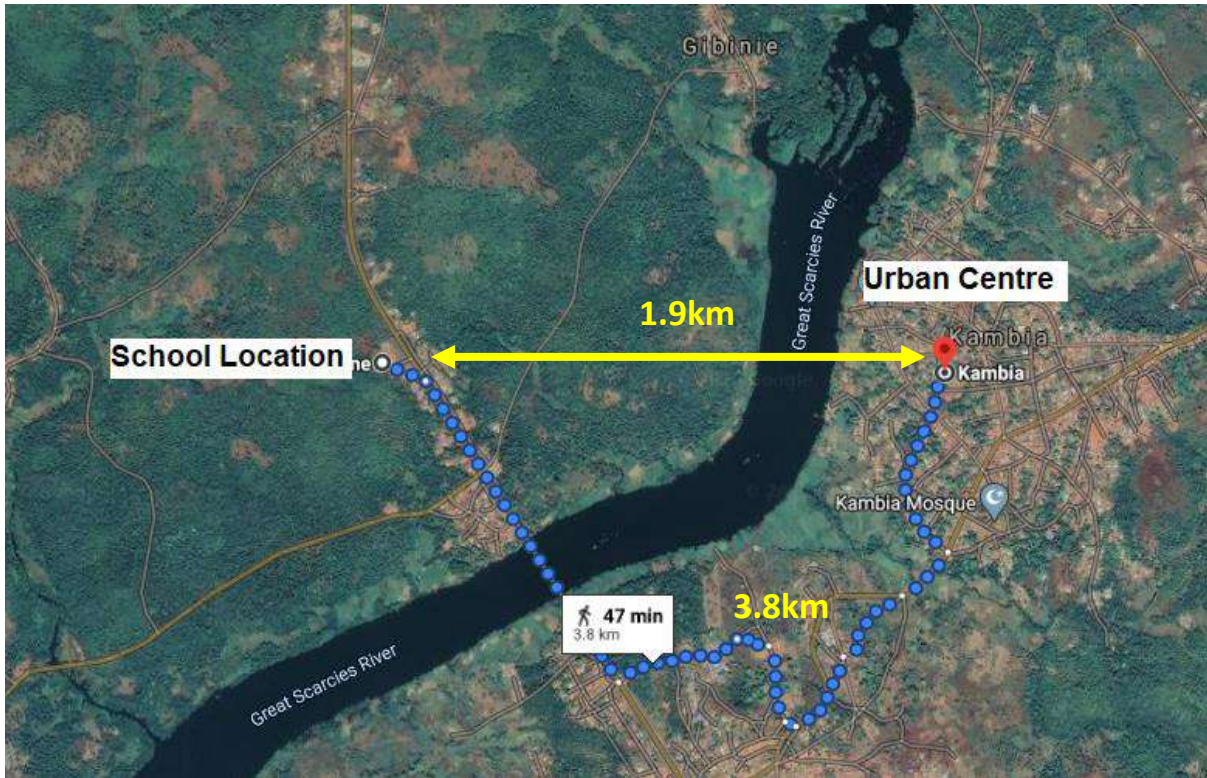 Gibinie
Great Scarcies River
Urban Centre
1.9km
Kambia
School Location
ne
Kambia
Kambia Mosque
47 min
3.8 km
3.8km
Great Scarcies River